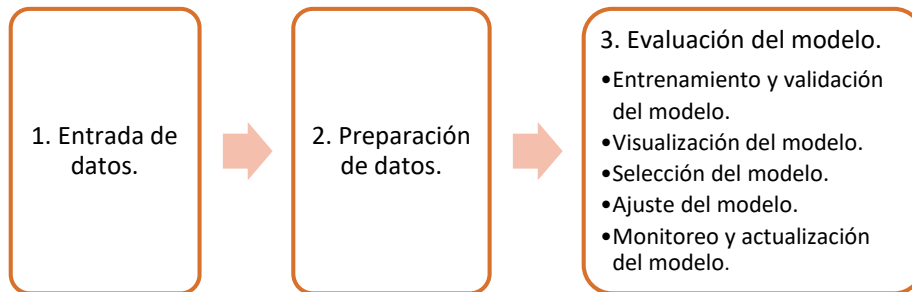 1. Entrada de
datos.
2. Preparación
de datos.
3. Evaluación del modelo.
•Entrenamiento y validación
del modelo.
•Visualización del modelo.
•Selección del modelo.
•Ajuste del modelo.
•Monitoreo y actualización
del modelo.